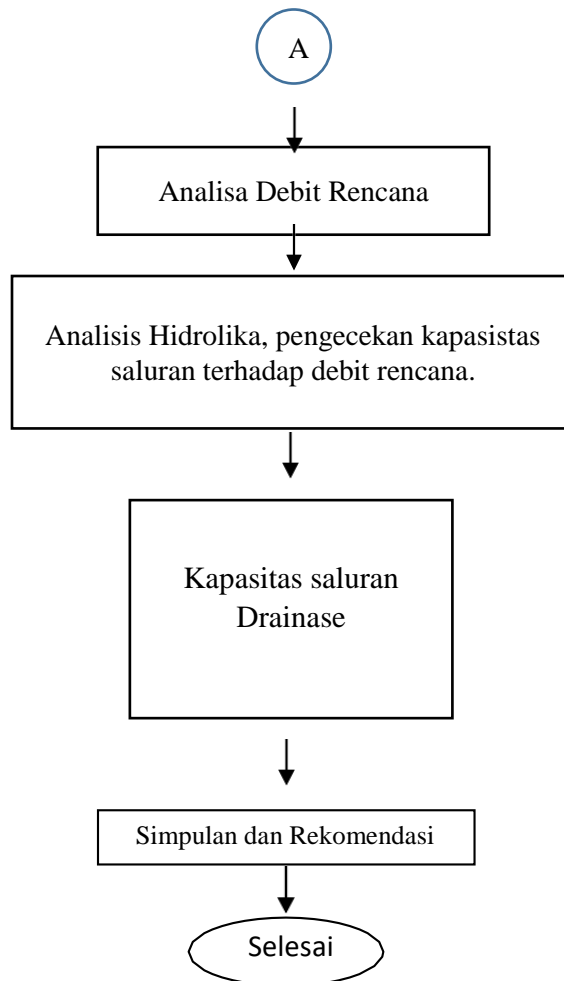 A
Analisa Debit Rencana
Analisis Hidrolika, pengecekan kapasistas
saluran terhadap debit rencana.
Kapasitas saluran
Drainase
Simpulan dan Rekomendasi
Selesai